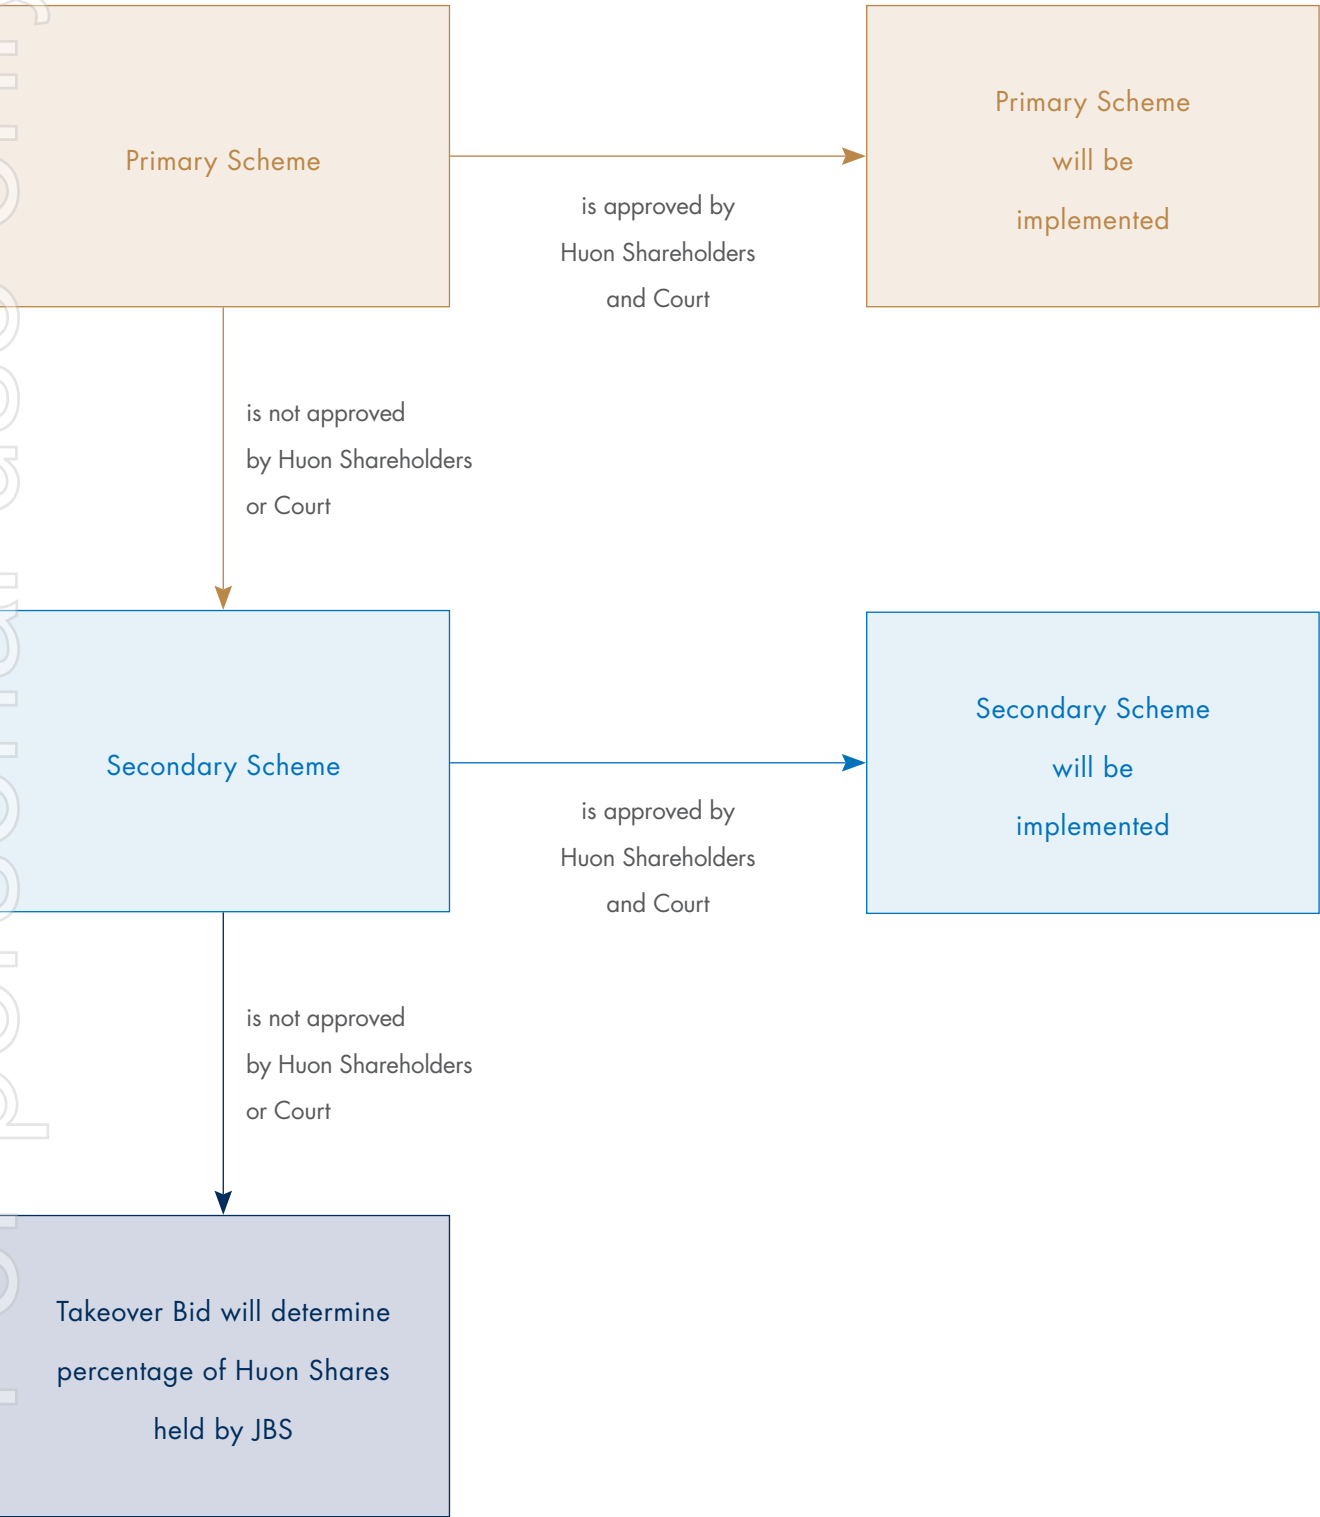 Primary Scheme
is approved by
Huon Shareholders
and Court
Primary Scheme
will be
implemented
is not approved
by Huon Shareholders
or Court
Secondary Scheme
is approved by
Huon Shareholders
and Court
Secondary Scheme
will be
implemented
is not approved
by Huon Shareholders
or Court
Takeover Bid will determine
percentage of Huon Shares
held by JBS